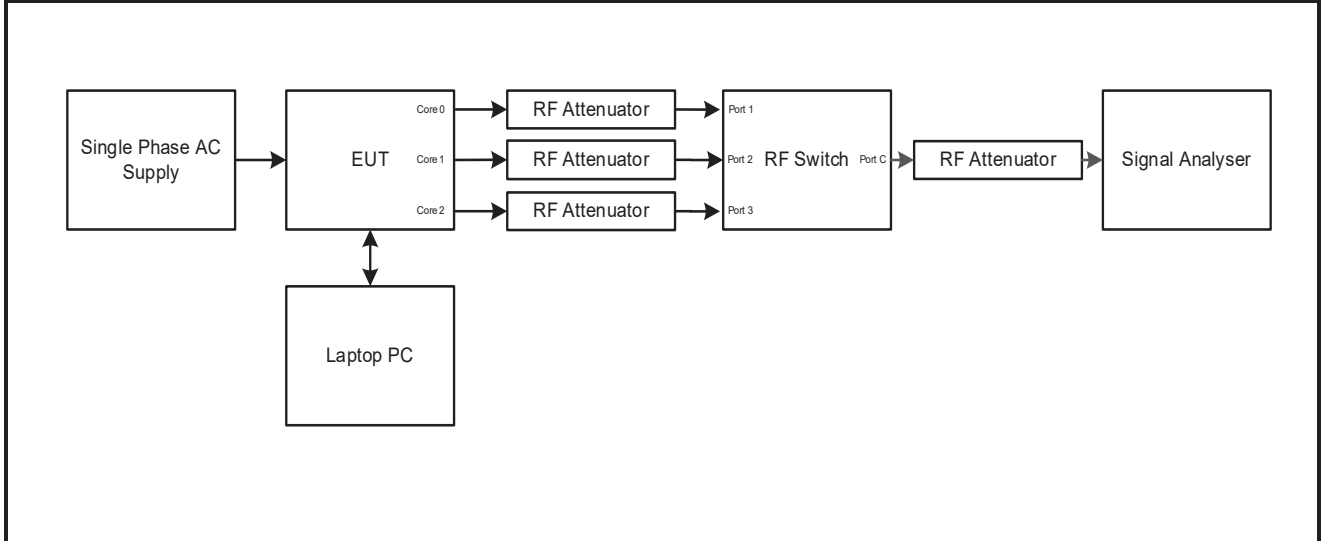 Single Phase AC
Supply
EUT
Core 0
Core 1
Core 2
RF Attenuator
RF Attenuator
RF Attenuator
Port 1
Port 2
Port 3
RF Switch
Port C
RF Attenuator
Signal Analyser
Laptop PC